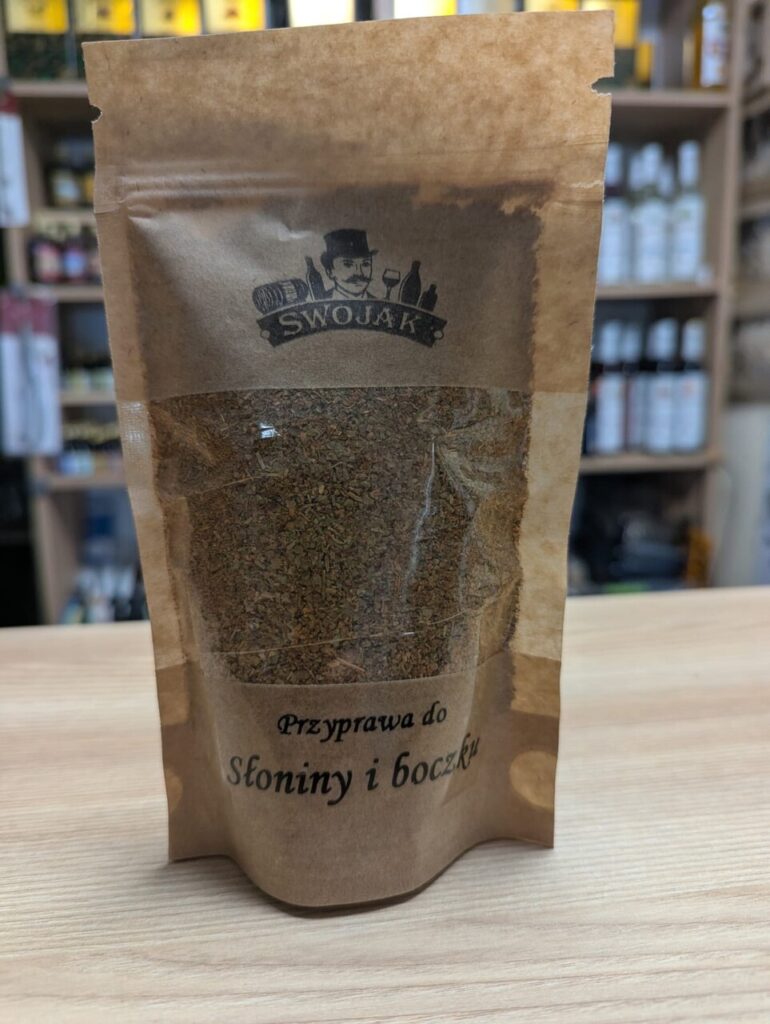 SWOJAK
Przyprawa do
Słoniny i boczku